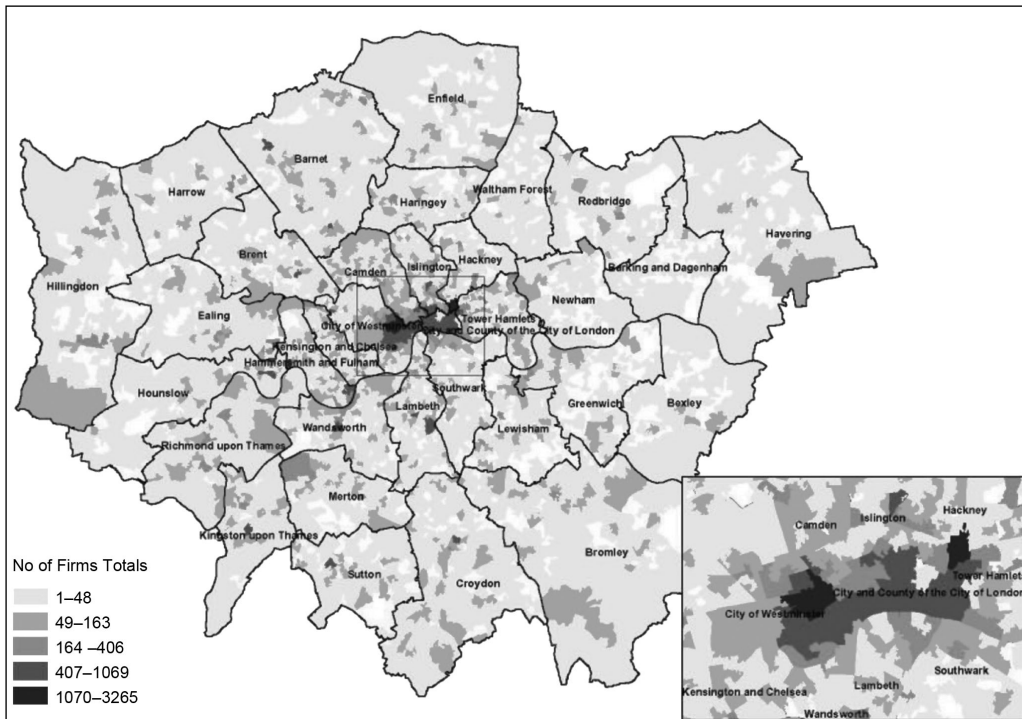 Enfield
Barnet
Harrow
Haringey
Waltham Forest
Redbridge
Havering
Brent
Camden
Islington
Hackney
Barking and Dagenham
Hillingdon
Ealing
Newham
City of Westminster
Tower Hamlets
City and County of the City of London
Kensington and Chelsea
Hammersmith and Fulham
Hounslow
Southwark
Lambeth
Greenwich
Bexley
Wandsworth
Lewisham
Richmond upon Thames
Merton
Kingston upon Thames
Bromley
Sutton
Croydon
No of Firms Totals
1–48
49–163
164 –406
407–1069
1070–3265
Camden
Islington
Hackney
Tower Hamlets
City and County of the City of London
City of Westminster
Southwark
Kensington and Chelsea
Lambeth
Wandsworth